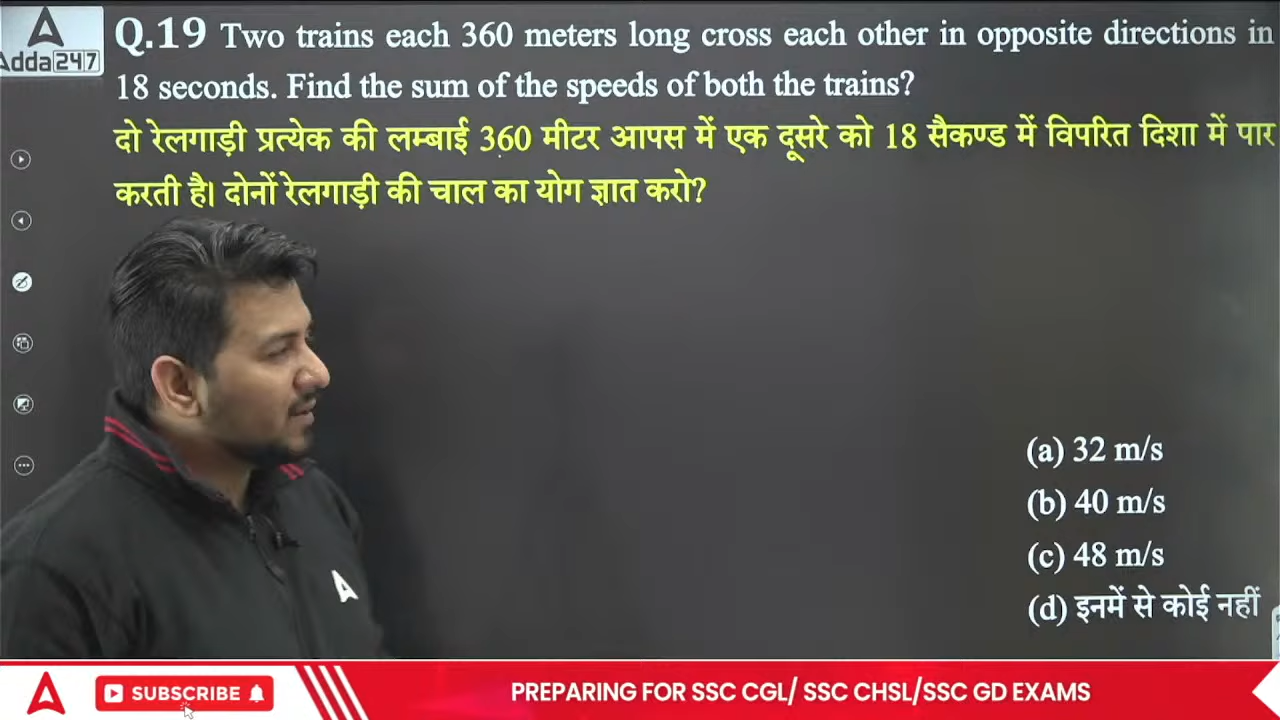 Adda 247
Q.19 Two trains each 360 meters long cross each other in opposite directions in
18 seconds. Find the sum of the speeds of both the trains?
दो रेलगाड़ी प्रत्येक की लम्बाई 360 मीटर आपस में एक दूसरे को 18 सैकण्ड में विपरित दिशा में पार
करती है। दोनों रेलगाड़ी की चाल का योग ज्ञात करो?
(a) 32 m/s
(b) 40 m/s
(c) 48 m/s
(d) इनमें से कोई नहीं
SUBSCRIBE
PREPARING FOR SSC CGL/ SSC CHSL/SSC GD EXAMS